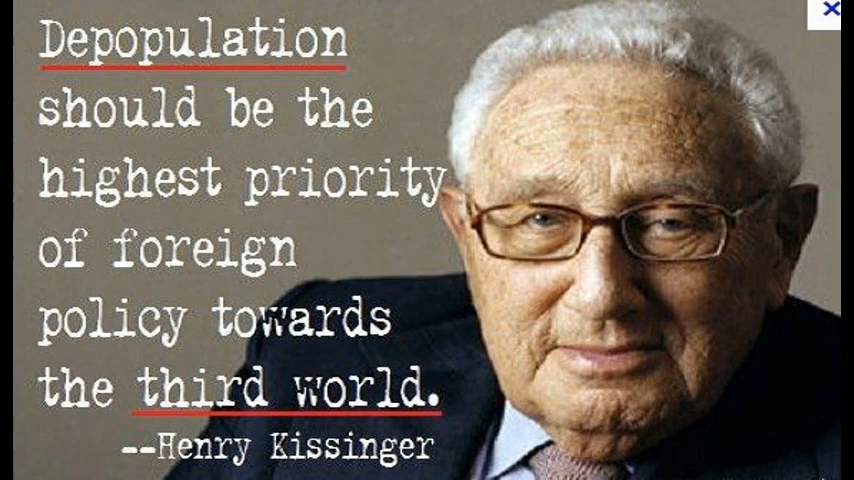 Depopulation
should be the
highest priority
of foreign
policy towards
the third world.
--Henry Kissinger